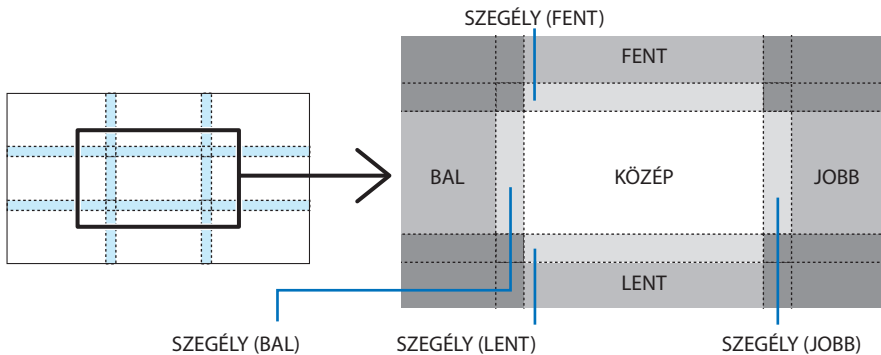 SZEGÉLY (FENT)
FENT
BAL
KÖZÉP
JOBB
LENT
SZEGÉLY (BAL)
SZEGÉLY (LENT)
SZEGÉLY (JOBB)